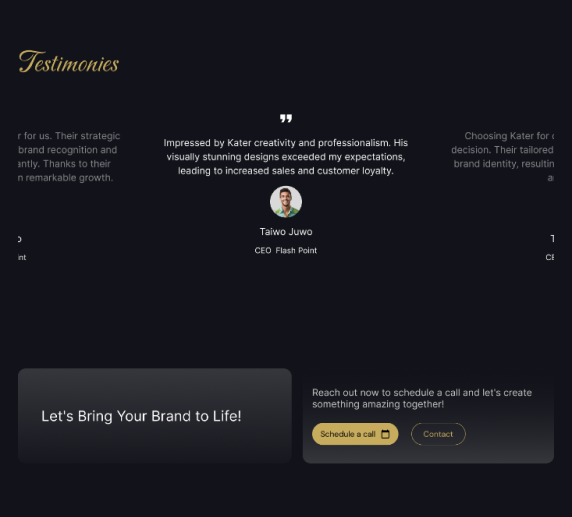 Testimonies
❞
r for us. Their strategic
brand recognition and
antly. Thanks to their
n remarkable growth.
int
Impressed by Kater creativity and professionalism. His
visually stunning designs exceeded my expectations,
leading to increased sales and customer loyalty.
Taiwo Juwo
CEO Flash Point
Choosing Kater for
decision. Their tailored
brand identity, resultin
a
T
CE
Let's Bring Your Brand to Life!
Reach out now to schedule a call and let's create
something amazing together!
Schedule a call
Contact